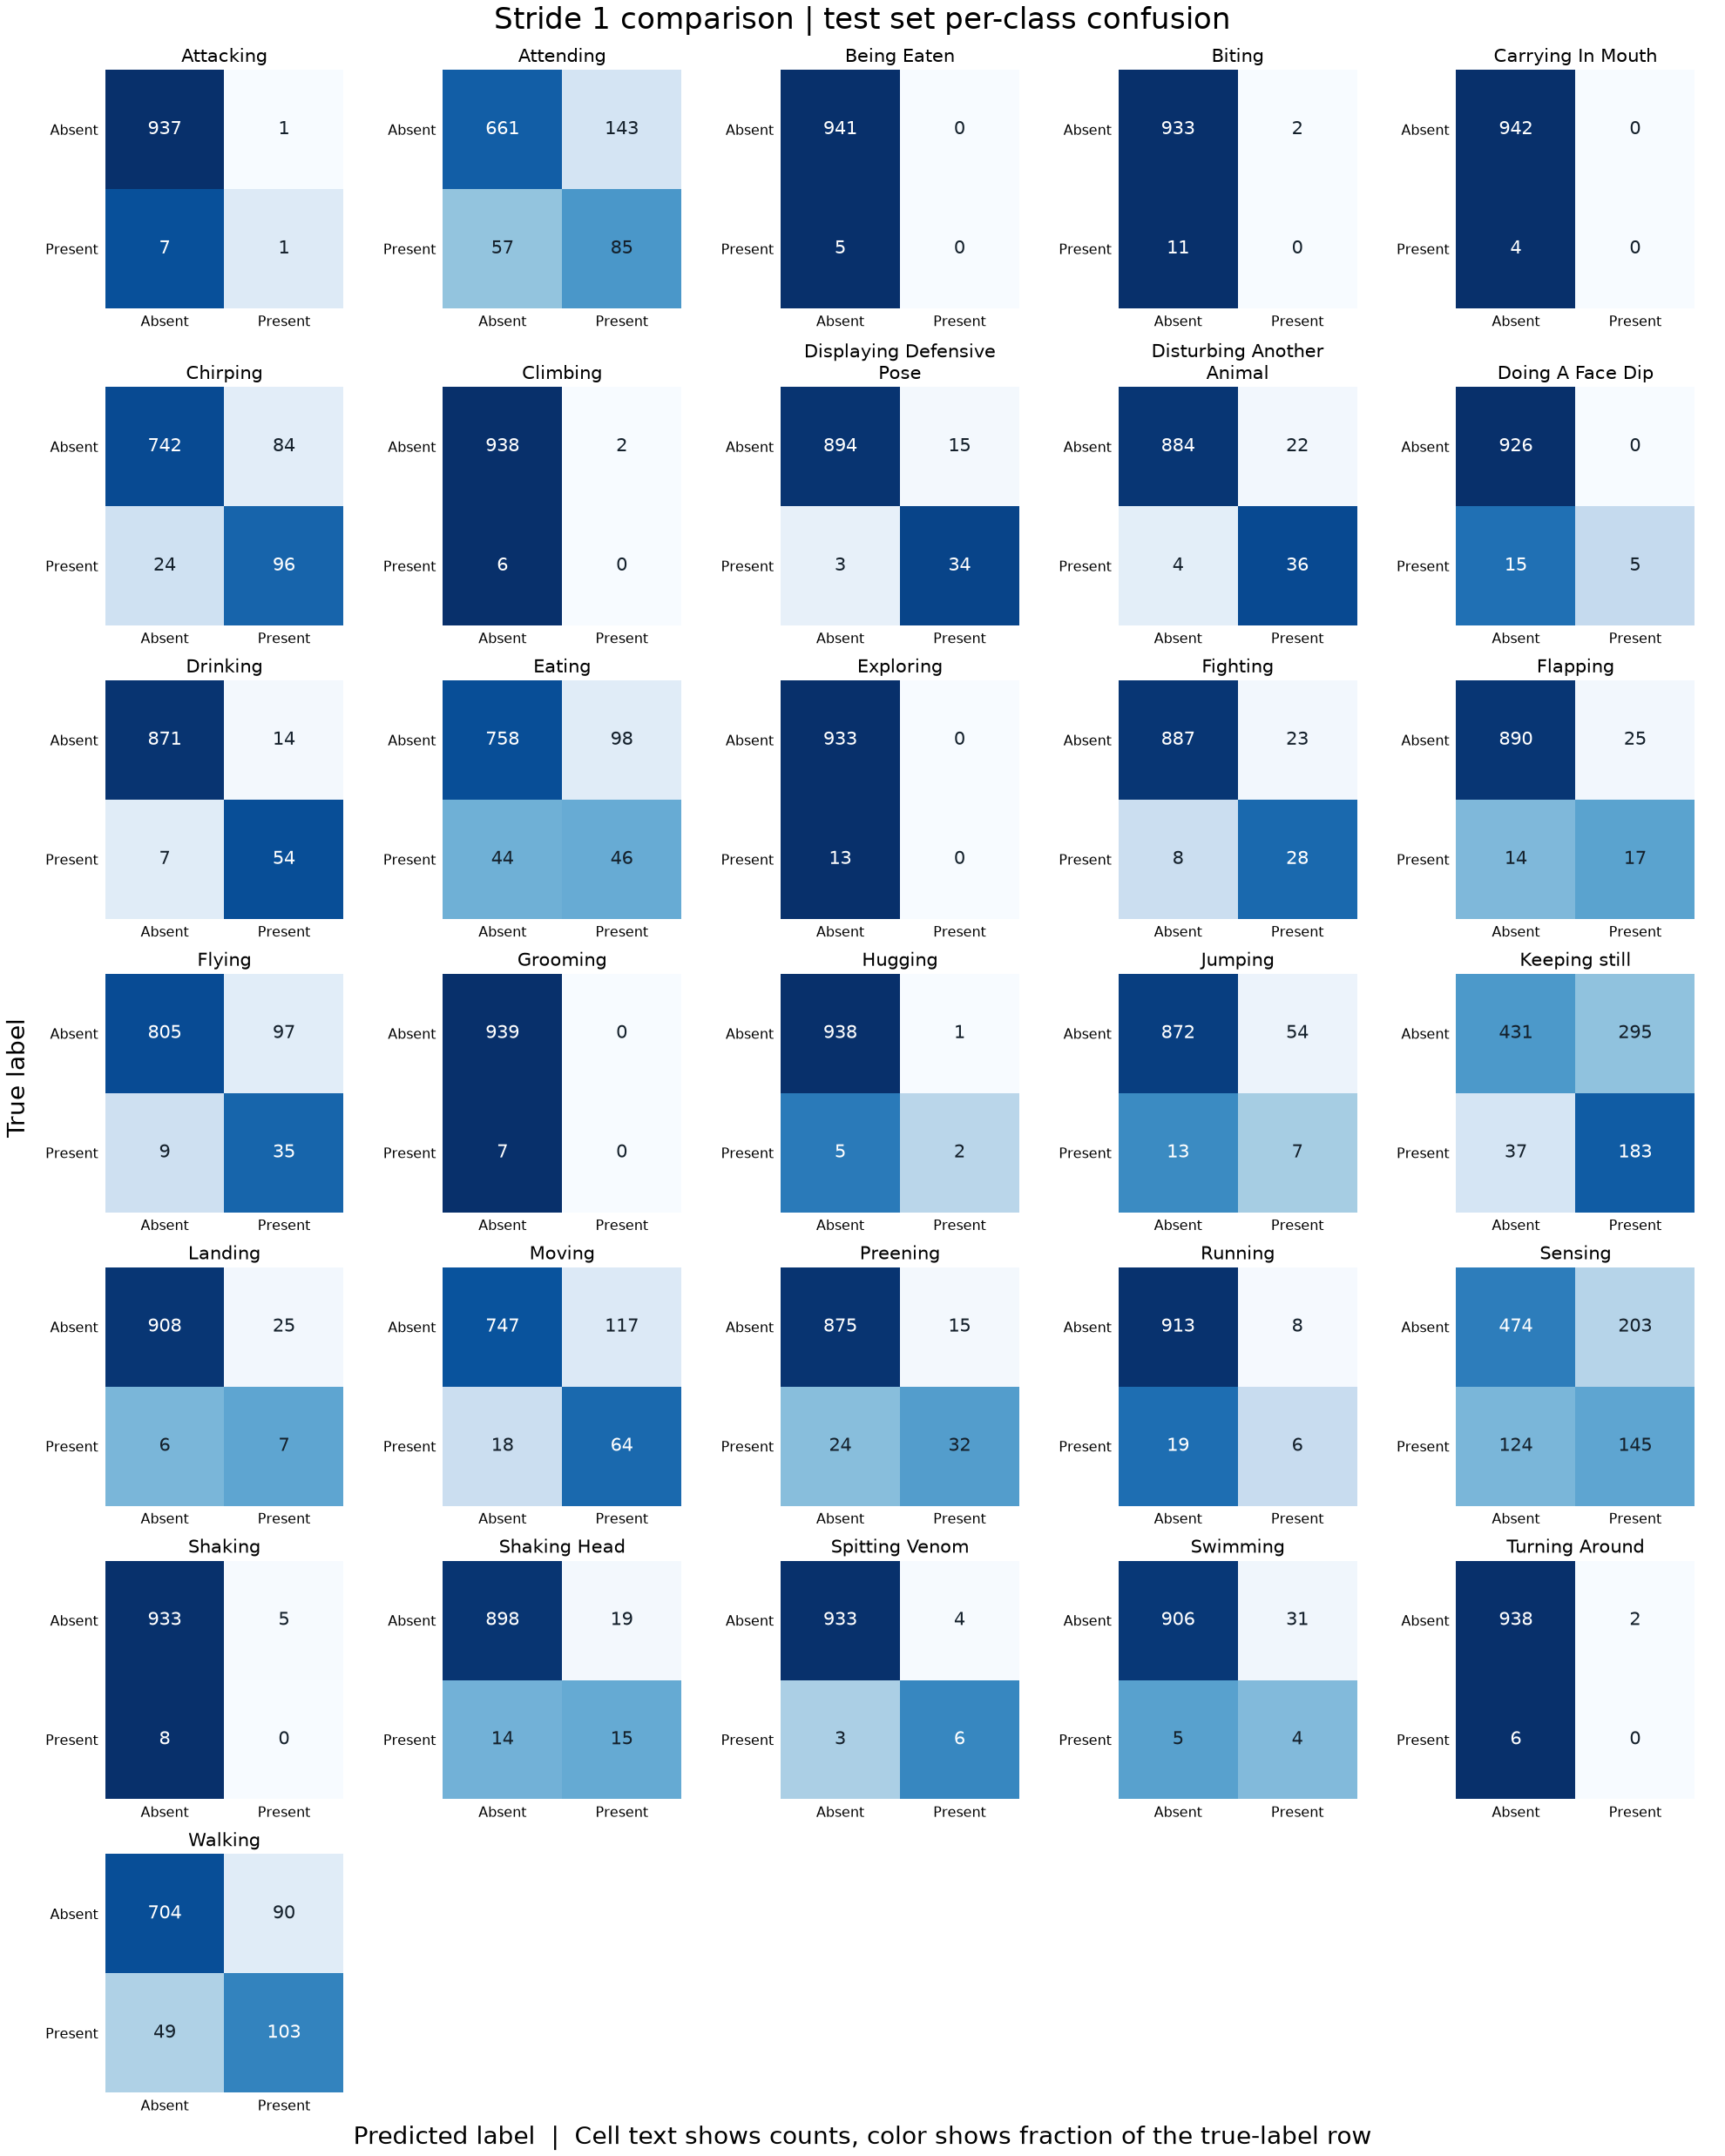 Stride 1 comparison | test set per-class confusion
Attacking
Absent 937 1
Present 7 1
Absent Present
Attending
Absent 661 143
Present 57 85
Absent Present
Being Eaten
Absent 941 0
Present 5 0
Absent Present
Biting
Absent 933 2
Present 11 0
Absent Present
Carrying In Mouth
Absent 942 0
Present 4 0
Absent Present
Chirping
Absent 742 84
Present 24 96
Absent Present
Climbing
Absent 938 2
Present 6 0
Absent Present
Displaying Defensive
Pose
Absent 894 15
Present 3 34
Absent Present
Disturbing Another
Animal
Absent 884 22
Present 4 36
Absent Present
Doing A Face Dip
Absent 926 0
Present 15 5
Absent Present
Drinking
Absent 871 14
Present 7 54
Absent Present
Eating
Absent 758 98
Present 44 46
Absent Present
Exploring
Absent 933 0
Present 13 0
Absent Present
Fighting
Absent 887 23
Present 8 28
Absent Present
Flapping
Absent 890 25
Present 14 17
Absent Present
Flying
Absent 805 97
Present 9 35
Absent Present
Grooming
Absent 939 0
Present 7 0
Absent Present
Hugging
Absent 938 1
Present 5 2
Absent Present
Jumping
Absent 872 54
Present 13 7
Absent Present
Keeping still
Absent 431 295
Present 37 183
Absent Present
Landing
Absent 908 25
Present 6 7
Absent Present
Moving
Absent 747 117
Present 18 64
Absent Present
Preening
Absent 875 15
Present 24 32
Absent Present
Running
Absent 913 8
Present 19 6
Absent Present
Sensing
Absent 474 203
Present 124 145
Absent Present
Shaking
Absent 933 5
Present 8 0
Absent Present
Shaking Head
Absent 898 19
Present 14 15
Absent Present
Spitting Venom
Absent 933 4
Present 3 6
Absent Present
Swimming
Absent 906 31
Present 5 4
Absent Present
Turning Around
Absent 938 2
Present 6 0
Absent Present
Walking
Absent 704 90
Present 49 103
Absent Present
True label
Predicted label | Cell text shows counts, color shows fraction of the true-label row